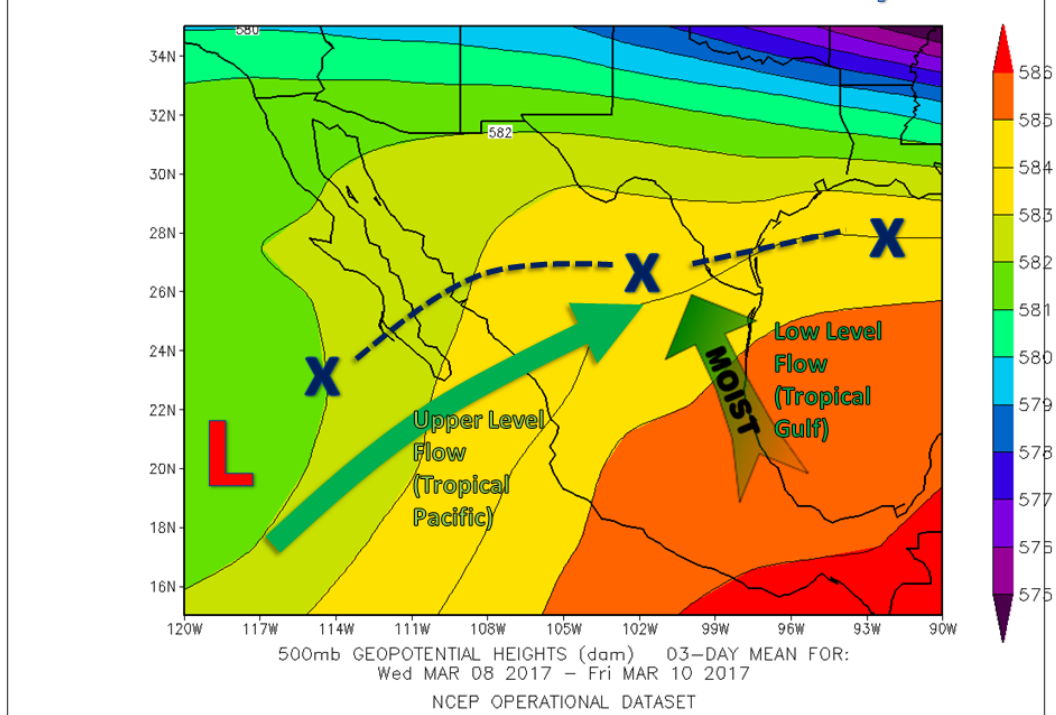 580
34N
32N
582
30N
28N
X
X
26N
24N
X
Low Level
Flow
(Tropical
Gulf)
MOIST
22N
Upper Level
Flow
(Tropical
Pacific)
L
20N
18N
16N
120W 117W 114W 111W 108W 105W 102W 99W 96W 93W 90W
586
585
584
583
582
581
580
579
578
577
576
575
500mb GEOPOTENTIAL HEIGHTS (dam) 03-DAY MEAN FOR:
Wed MAR 08 2017 - Fri MAR 10 2017
NCEP OPERATIONAL DATASET